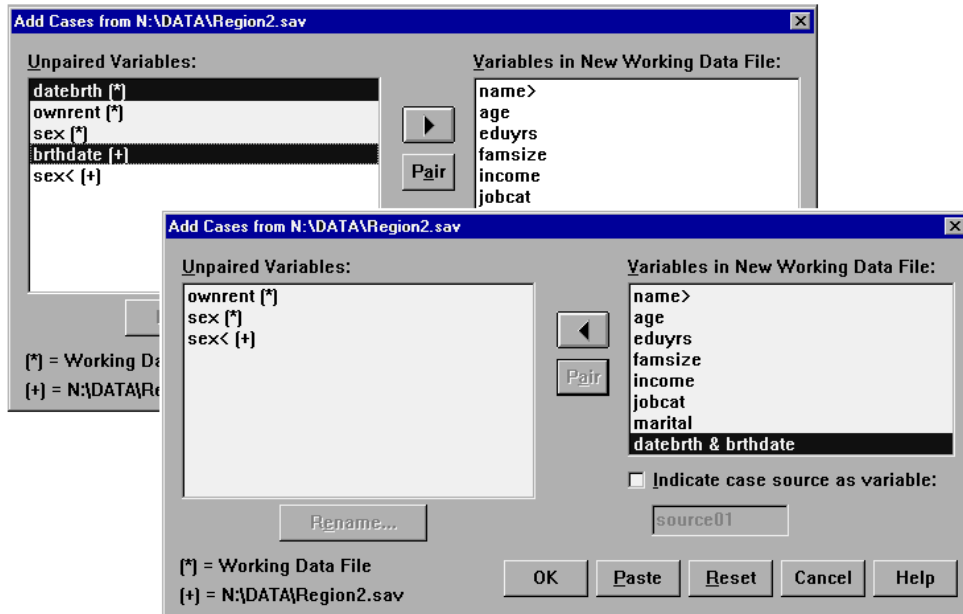 Add Cases from N:\DATA\Region2.sav
Unpaired Variables:
datebrth (*)
ownrent (*)
sex (*)
brthdate (+)
sex< (+)
Pair
Variables in New Working Data File:
name>
age
eduyrs
famsize
income
jobcat
(*) = Working Da
(+) = N:\DATA\Re
Add Cases from N:\DATA\Region2.sav
Unpaired Variables:
ownrent (*)
sex (*)
sex< (+)
Rename...
(*) = Working Data File
(+) = N:\DATA\Region2.sav
Pair
Variables in New Working Data File:
name>
age
eduyrs
famsize
income
jobcat
marital
datebrth & brthdate
Indicate case source as variable:
source01
OK
Paste
Reset
Cancel
Help